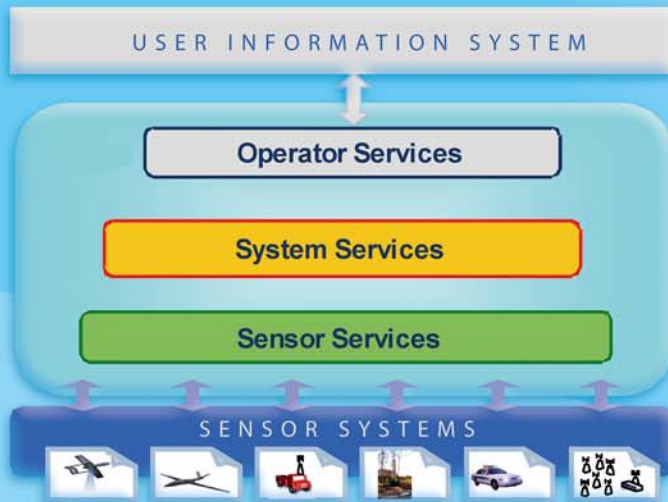 USER INFORMATION SYSTEM
Operator Services
System Services
Sensor Services
SENSOR SYSTEMS